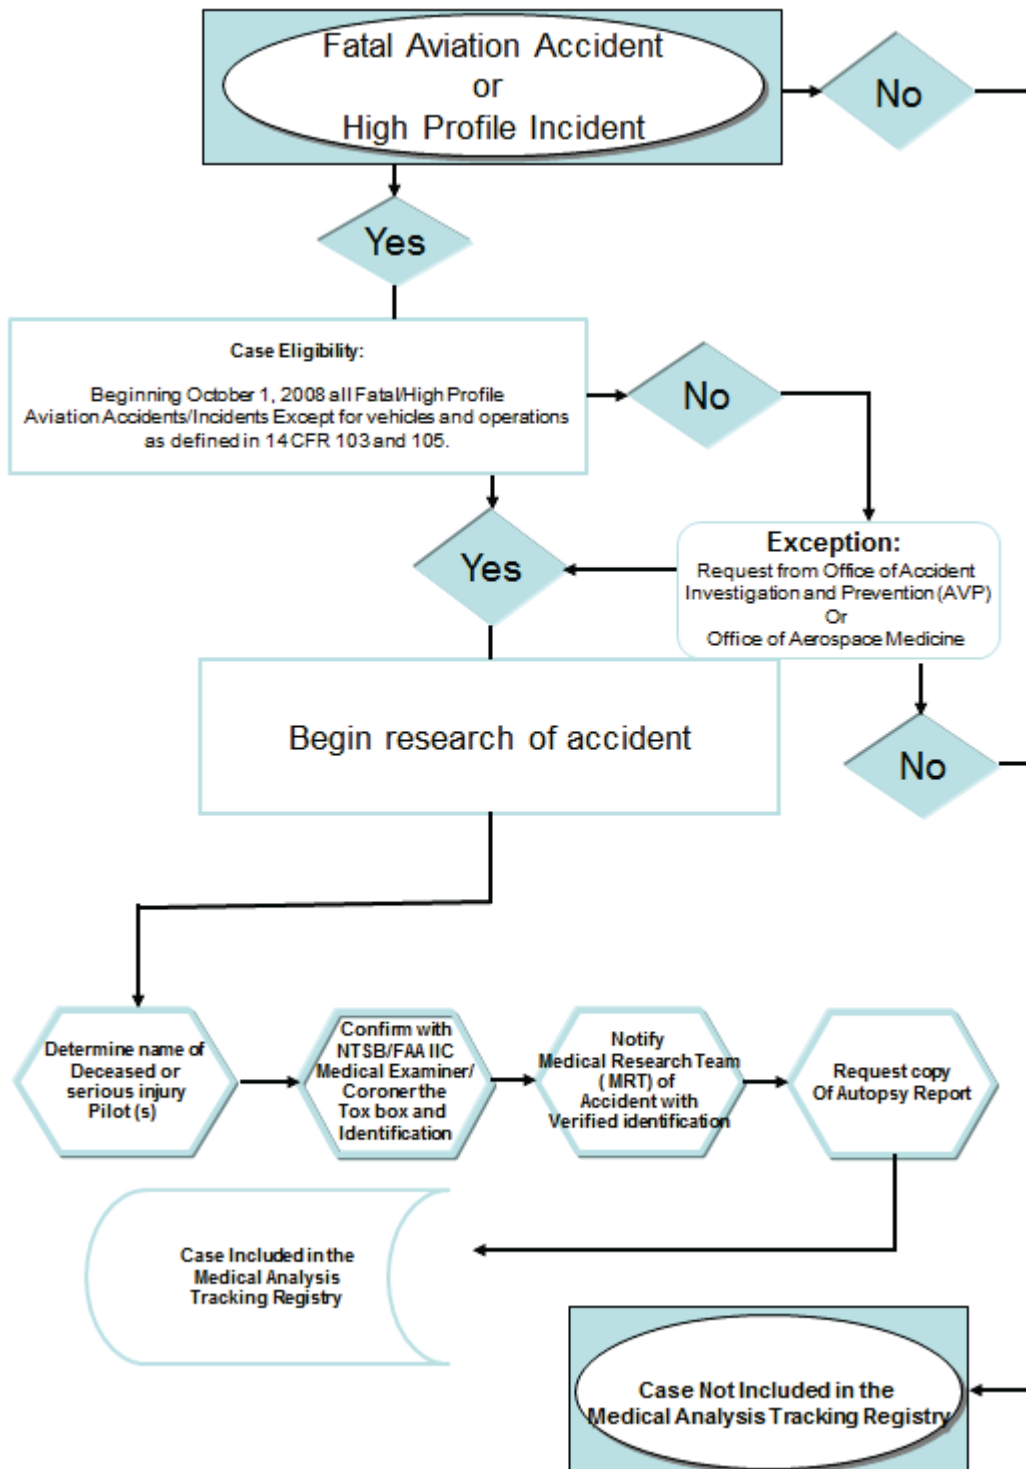 Fatal Aviation Accident
or
High Profile Incident
No
Yes
Case Eligibility:
Beginning October 1, 2008 all Fatal/High Profile
Aviation Accidents/Incidents Except for vehicles and operations
as defined in 14 CFR 103 and 105.
No
Yes
Exception:
Request from Office of Accident
Investigation and Prevention (AVP)
Or
Office of Aerospace Medicine
Begin research of accident
No
Determine name of
Deceased or
serious injury
Pilot (s)
Confirm with
NTSB/FAA IIC
Medical Examiner/
Coroner the
Tox box and
Identification
Notify
Medical Research Team
( MRT) of
Accident with
Verified identification
Request copy
Of Autopsy Report
Case Included in the
Medical Analysis
Tracking Registry
Case Not Included in the
Medical Analysis Tracking Registry